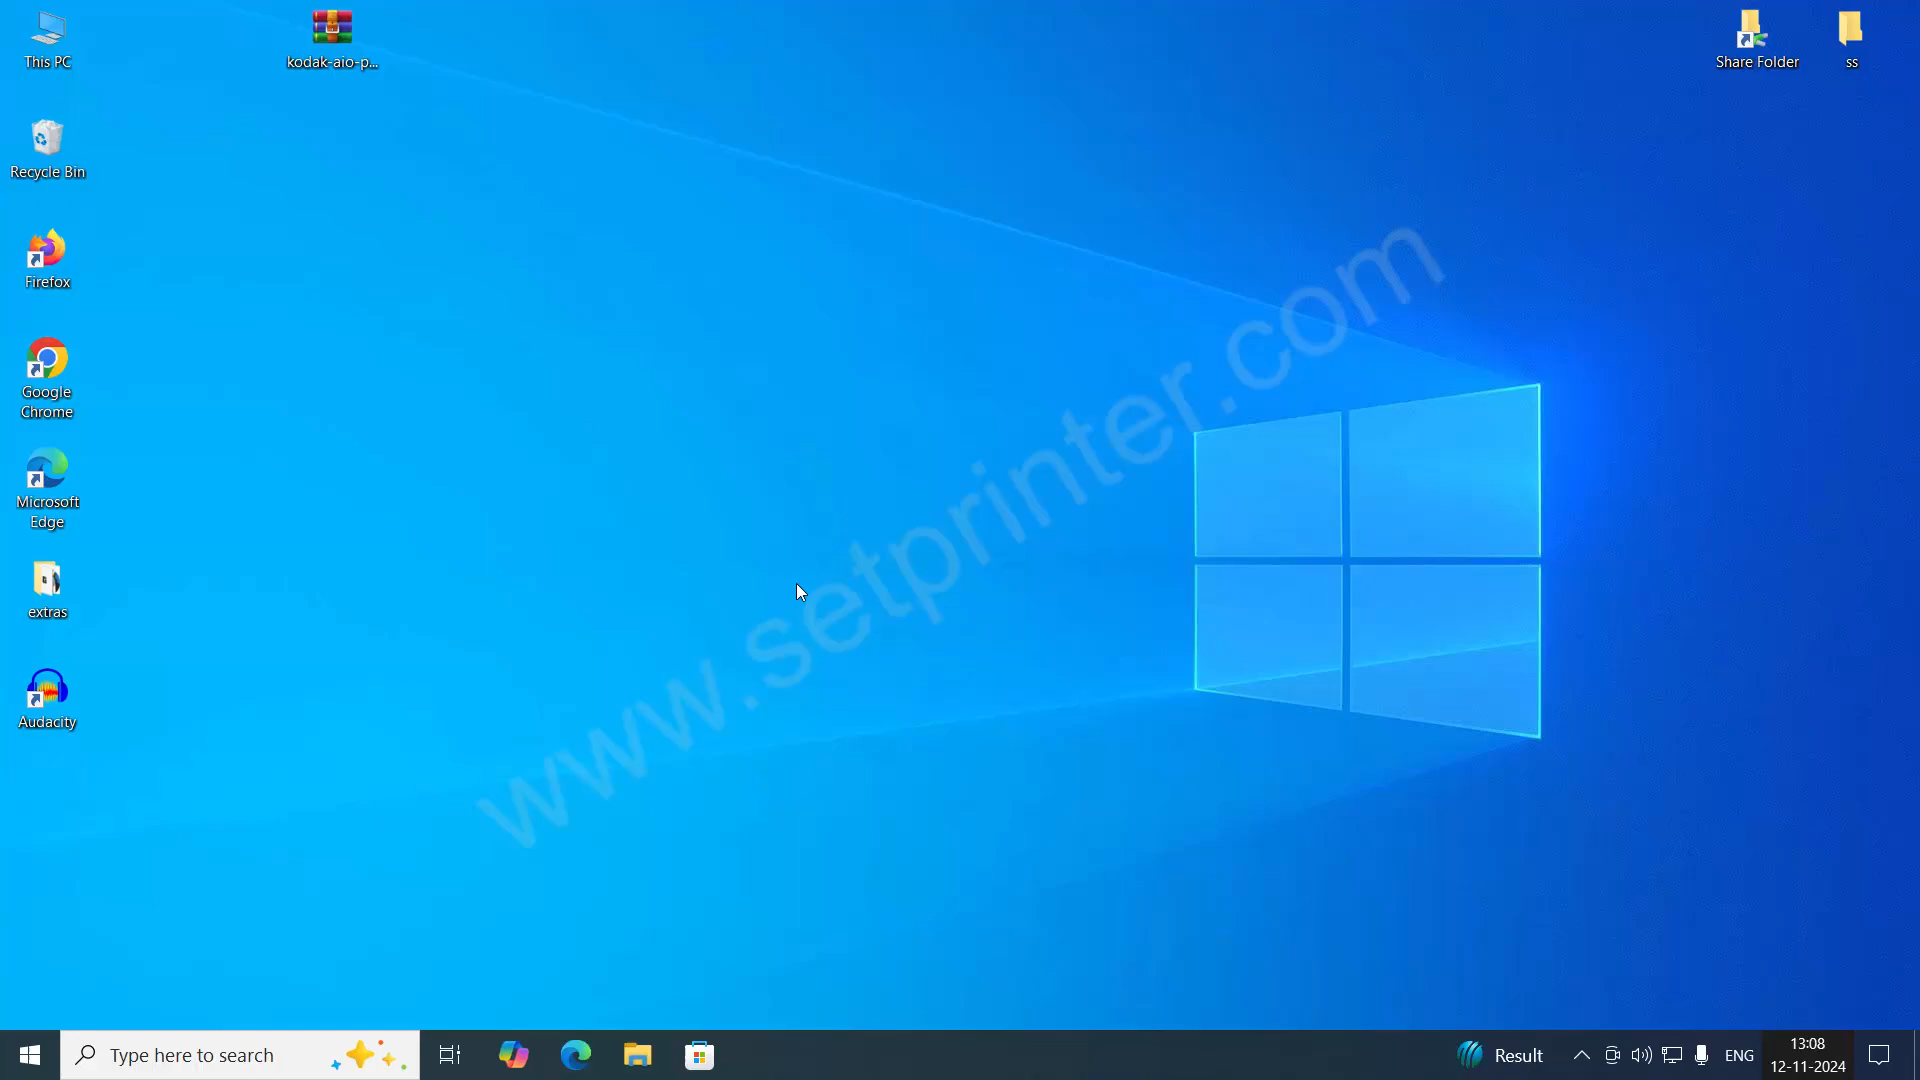 This PC
kodak-aio-p...
Share Folder
ss
Recycle Bin
Firefox
Google
Chrome
Microsoft
Edge
extras
Audacity
www.setprinter.com
Type here to search
Result
ENG
13:08
12-11-2024